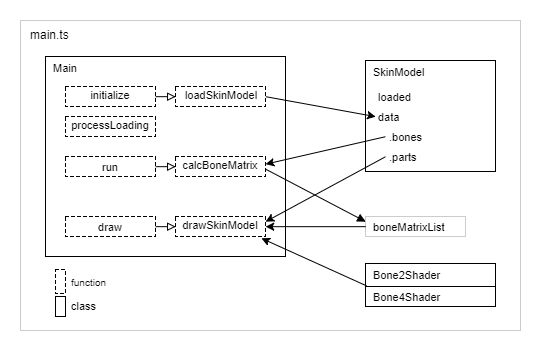 main.ts
Main
initialize
loadSkinModel
processLoading
run
calcBoneMatrix
draw
drawSkinModel
SkinModel
loaded
data
.bones
.parts
boneMatrixList
Bone2Shader
Bone4Shader
function
class